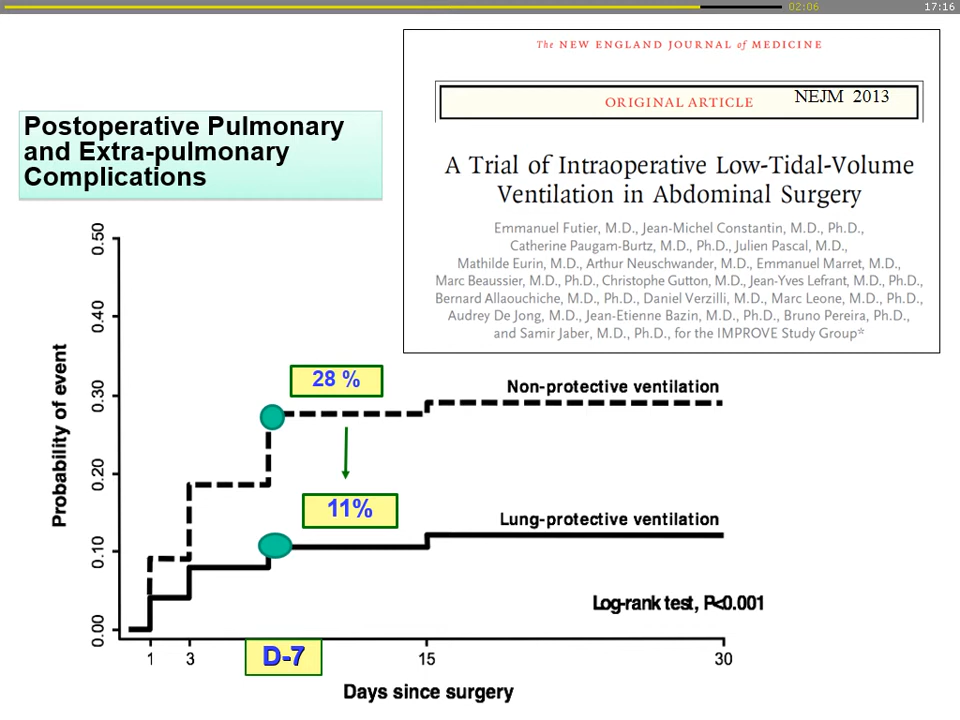 02:06
17:16
The NEW ENGLAND JOURNAL of MEDICINE
ORIGINAL ARTICLE
NEJM 2013
A Trial of Intraoperative Low-Tidal-Volume
Ventilation in Abdominal Surgery
Emmanuel Futier, M.D., Jean-Michel Constantin, M.D., Ph.D.,
Catherine Paugam-Burtz, M.D., Ph.D., Julien Pascal, M.D.,
Mathilde Eurin, M.D., Arthur Neuschwander, M.D., Emmanuel Marret, M.D.,
Marc Beaussier, M.D., Ph.D., Christophe Gutton, M.D., Jean-Yves Lefrant, M.D., Ph.D.,
Bernard Allaouchiche, M.D., Ph.D., Daniel Verzilli, M.D., Marc Leone, M.D., Ph.D.,
Audrey De Jong, M.D., Jean-Etienne Bazin, M.D., Ph.D., Bruno Pereira, Ph.D.,
and Samir Jaber, M.D., Ph.D., for the IMPROVE Study Group*
Postoperative Pulmonary
and Extra-pulmonary
Complications
Probability of event
0.50
0.40
0.30
0.20
0.10
0.00
28 %
Non-protective ventilation
11%
Lung-protective ventilation
Log-rank test, P<0.001
1
3
D-7
15
30
Days since surgery